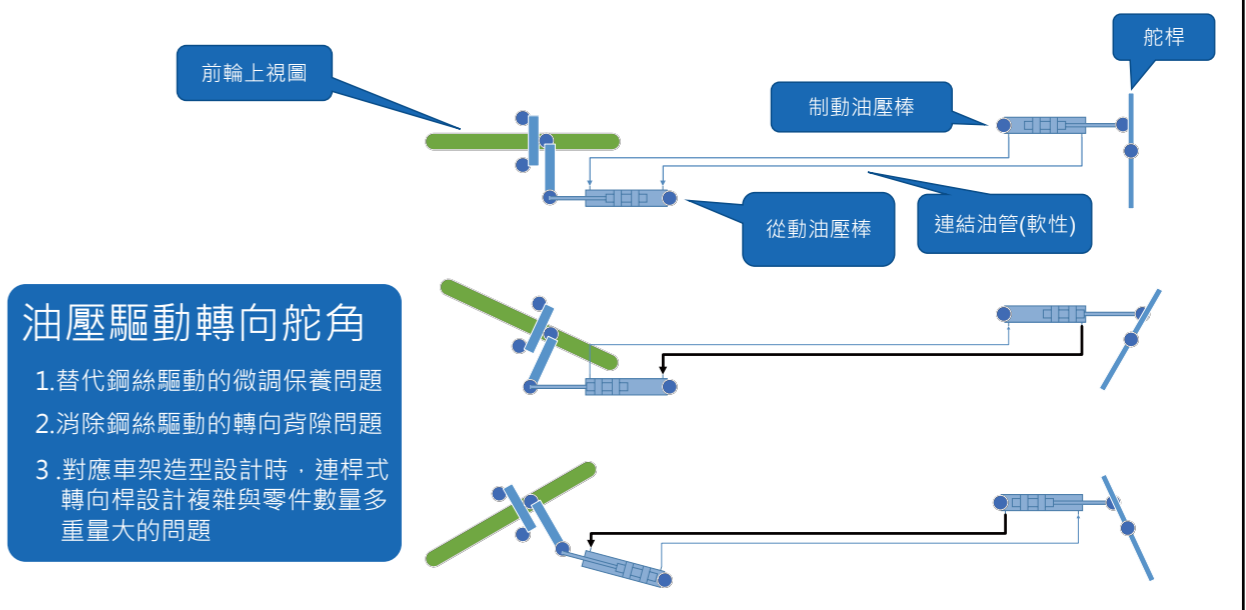 舵桿
前輪上視圖
制動油壓棒
從動油壓棒
連結油管(軟性)
油壓驅動轉向舵角
1.替代鋼絲驅動的微調保養問題
2.消除鋼絲驅動的轉向背隙問題
3.對應車架造型設計時，連桿式
轉向桿設計複雜與零件數量多
重量大的問題